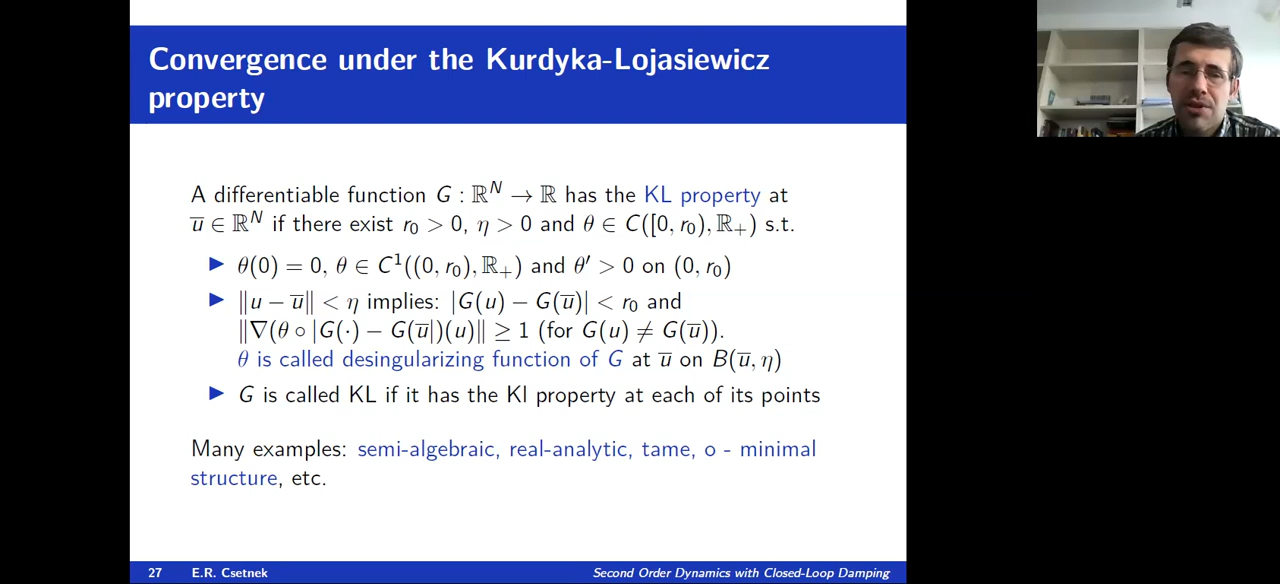 Convergence under the Kurdyka-Lojasiewicz
property
A differentiable function G : ℝᴺ → ℝ has the KL property at
u̅ ∈ ℝᴺ if there exist r₀ > 0, η > 0 and θ ∈ C([0, r₀), ℝ₊) s.t.
▶ θ(0) = 0, θ ∈ C¹((0, r₀), ℝ₊) and θ′ > 0 on (0, r₀)
▶ ‖u − u̅‖ < η implies: |G(u) − G(u̅)| < r₀ and
‖∇(θ ∘ |G(·) − G(u̅|)(u)‖ ≥ 1 (for G(u) ≠ G(u̅)).
θ is called desingularizing function of G at u̅ on B(u̅, η)
▶ G is called KL if it has the Kl property at each of its points
Many examples: semi-algebraic, real-analytic, tame, o - minimal
structure, etc.
27 E.R. Csetnek Second Order Dynamics with Closed-Loop Damping